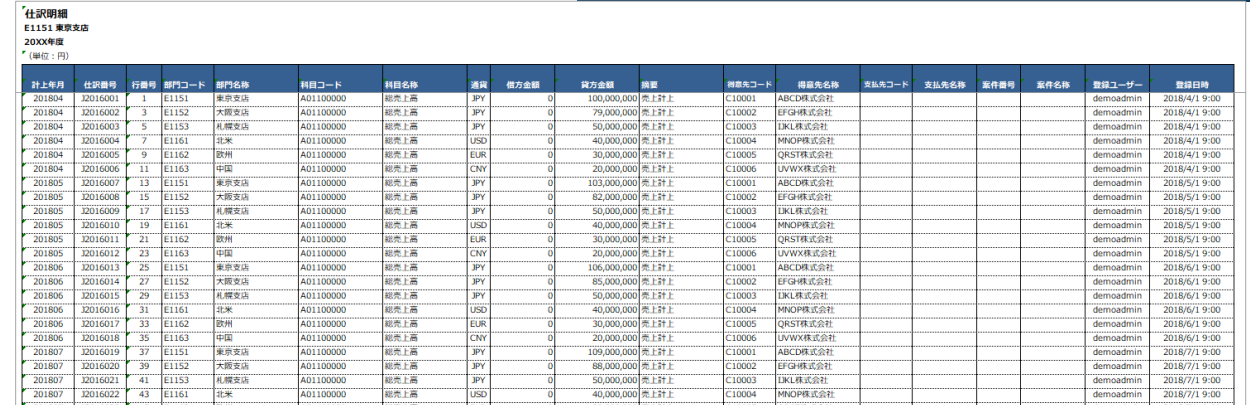 仕訳明細
E1151 東京支店
20XX年度
（単位：円）
計上年月 仕訳番号 行番号 部門コード 部門名称 科目コード 科目名称 通貨 借方金額 貸方金額 摘要 得意先コード 得意先名称 支払先コード 支払先名称 案件番号 案件名称 登録ユーザー 登録日時
201804 J2016001 1 E1151 東京支店 A01100000 総売上高 JPY 0 100,000,000 売上計上 C10001 ABCD株式会社 demoadmin 2018/4/1 9:00
201804 J2016002 3 E1152 大阪支店 A01100000 総売上高 JPY 0 79,000,000 売上計上 C10002 EFGH株式会社 demoadmin 2018/4/1 9:00
201804 J2016003 5 E1153 札幌支店 A01100000 総売上高 JPY 0 50,000,000 売上計上 C10003 IJKL株式会社 demoadmin 2018/4/1 9:00
201804 J2016004 7 E1161 北米 A01100000 総売上高 USD 0 40,000,000 売上計上 C10004 MNOP株式会社 demoadmin 2018/4/1 9:00
201804 J2016005 9 E1162 欧州 A01100000 総売上高 EUR 0 30,000,000 売上計上 C10005 QRST株式会社 demoadmin 2018/4/1 9:00
201804 J2016006 11 E1163 中国 A01100000 総売上高 CNY 0 20,000,000 売上計上 C10006 UVWX株式会社 demoadmin 2018/4/1 9:00
201805 J2016007 13 E1151 東京支店 A01100000 総売上高 JPY 0 103,000,000 売上計上 C10001 ABCD株式会社 demoadmin 2018/5/1 9:00
201805 J2016008 15 E1152 大阪支店 A01100000 総売上高 JPY 0 82,000,000 売上計上 C10002 EFGH株式会社 demoadmin 2018/5/1 9:00
201805 J2016009 17 E1153 札幌支店 A01100000 総売上高 JPY 0 50,000,000 売上計上 C10003 IJKL株式会社 demoadmin 2018/5/1 9:00
201805 J2016010 19 E1161 北米 A01100000 総売上高 USD 0 40,000,000 売上計上 C10004 MNOP株式会社 demoadmin 2018/5/1 9:00
201805 J2016011 21 E1162 欧州 A01100000 総売上高 EUR 0 30,000,000 売上計上 C10005 QRST株式会社 demoadmin 2018/5/1 9:00
201805 J2016012 23 E1163 中国 A01100000 総売上高 CNY 0 20,000,000 売上計上 C10006 UVWX株式会社 demoadmin 2018/5/1 9:00
201806 J2016013 25 E1151 東京支店 A01100000 総売上高 JPY 0 106,000,000 売上計上 C10001 ABCD株式会社 demoadmin 2018/6/1 9:00
201806 J2016014 27 E1152 大阪支店 A01100000 総売上高 JPY 0 85,000,000 売上計上 C10002 EFGH株式会社 demoadmin 2018/6/1 9:00
201806 J2016015 29 E1153 札幌支店 A01100000 総売上高 JPY 0 50,000,000 売上計上 C10003 IJKL株式会社 demoadmin 2018/6/1 9:00
201806 J2016016 31 E1161 北米 A01100000 総売上高 USD 0 40,000,000 売上計上 C10004 MNOP株式会社 demoadmin 2018/6/1 9:00
201806 J2016017 33 E1162 欧州 A01100000 総売上高 EUR 0 30,000,000 売上計上 C10005 QRST株式会社 demoadmin 2018/6/1 9:00
201806 J2016018 35 E1163 中国 A01100000 総売上高 CNY 0 20,000,000 売上計上 C10006 UVWX株式会社 demoadmin 2018/6/1 9:00
201807 J2016019 37 E1151 東京支店 A01100000 総売上高 JPY 0 109,000,000 売上計上 C10001 ABCD株式会社 demoadmin 2018/7/1 9:00
201807 J2016020 39 E1152 大阪支店 A01100000 総売上高 JPY 0 88,000,000 売上計上 C10002 EFGH株式会社 demoadmin 2018/7/1 9:00
201807 J2016021 41 E1153 札幌支店 A01100000 総売上高 JPY 0 50,000,000 売上計上 C10003 IJKL株式会社 demoadmin 2018/7/1 9:00
201807 J2016022 43 E1161 北米 A01100000 総売上高 USD 0 40,000,000 売上計上 C10004 MNOP株式会社 demoadmin 2018/7/1 9:00